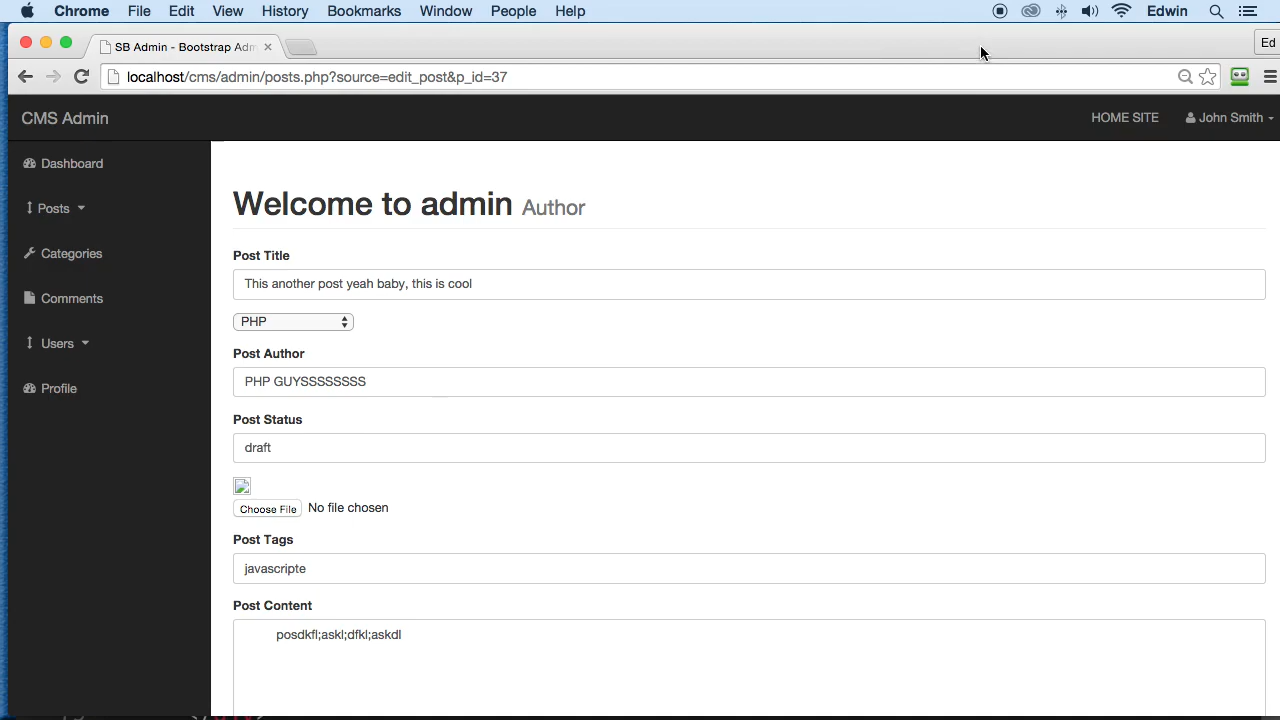 Chrome File Edit View History Bookmarks Window People Help Edwin
SB Admin - Bootstrap Adm Ed
localhost/cms/admin/posts.php?source=edit_post&p_id=37
CMS Admin HOME SITE John Smith
Dashboard
Posts
Categories
Comments
Users
Profile
Welcome to admin Author
Post Title
This another post yeah baby, this is cool
PHP
Post Author
PHP GUYSSSSSSSS
Post Status
draft
Choose File No file chosen
Post Tags
javascripte
Post Content
posdkfl;askl;dfkl;askdl